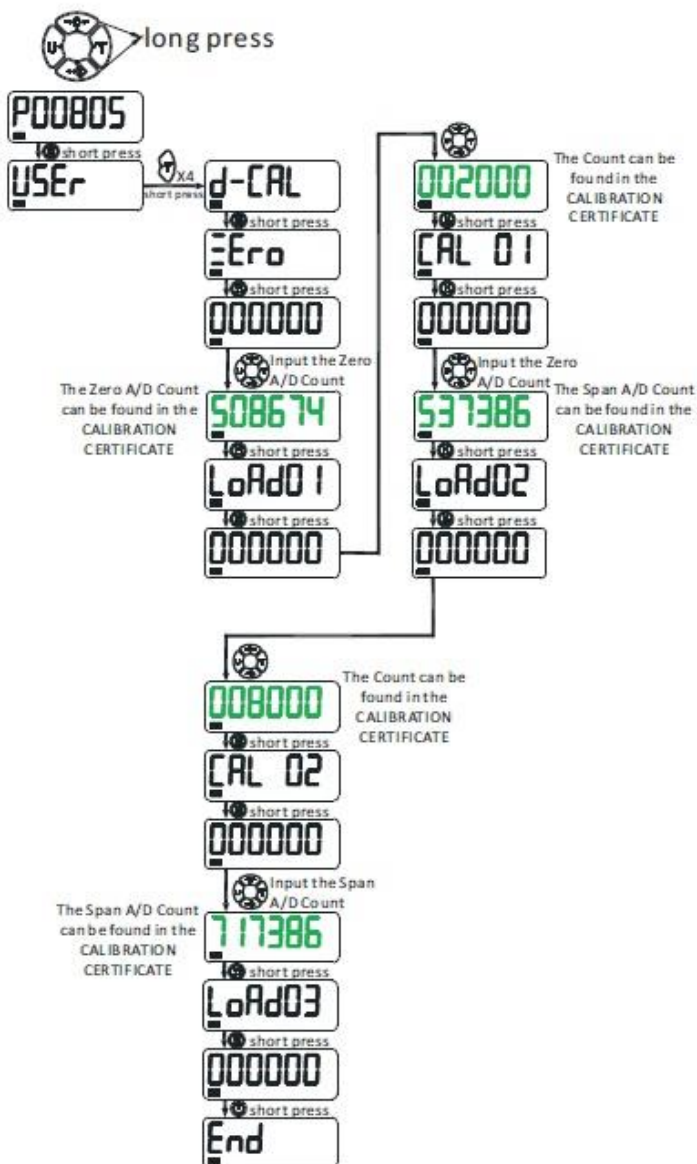 long press
P00805
short press
USEr
X4
short press
d-CAL
short press
ZEro
short press
000000
Input the Zero
A/D Count
The Zero A/D Count
can be found in the
CALIBRATION
CERTIFICATE
508674
short press
LoAd01
short press
000000
002000
The Count can be
found in the
CALIBRATION
CERTIFICATE
short press
CAL 01
short press
000000
Input the Zero
A/D Count
537386
The Span A/D Count
can be found in the
CALIBRATION
CERTIFICATE
short press
LoAd02
short press
000000
008000
The Count can be
found in the
CALIBRATION
CERTIFICATE
short press
CAL 02
short press
000000
Input the Span
A/D Count
The Span A/D Count
can be found in the
CALIBRATION
CERTIFICATE
717386
short press
LoAd03
short press
000000
short press
End